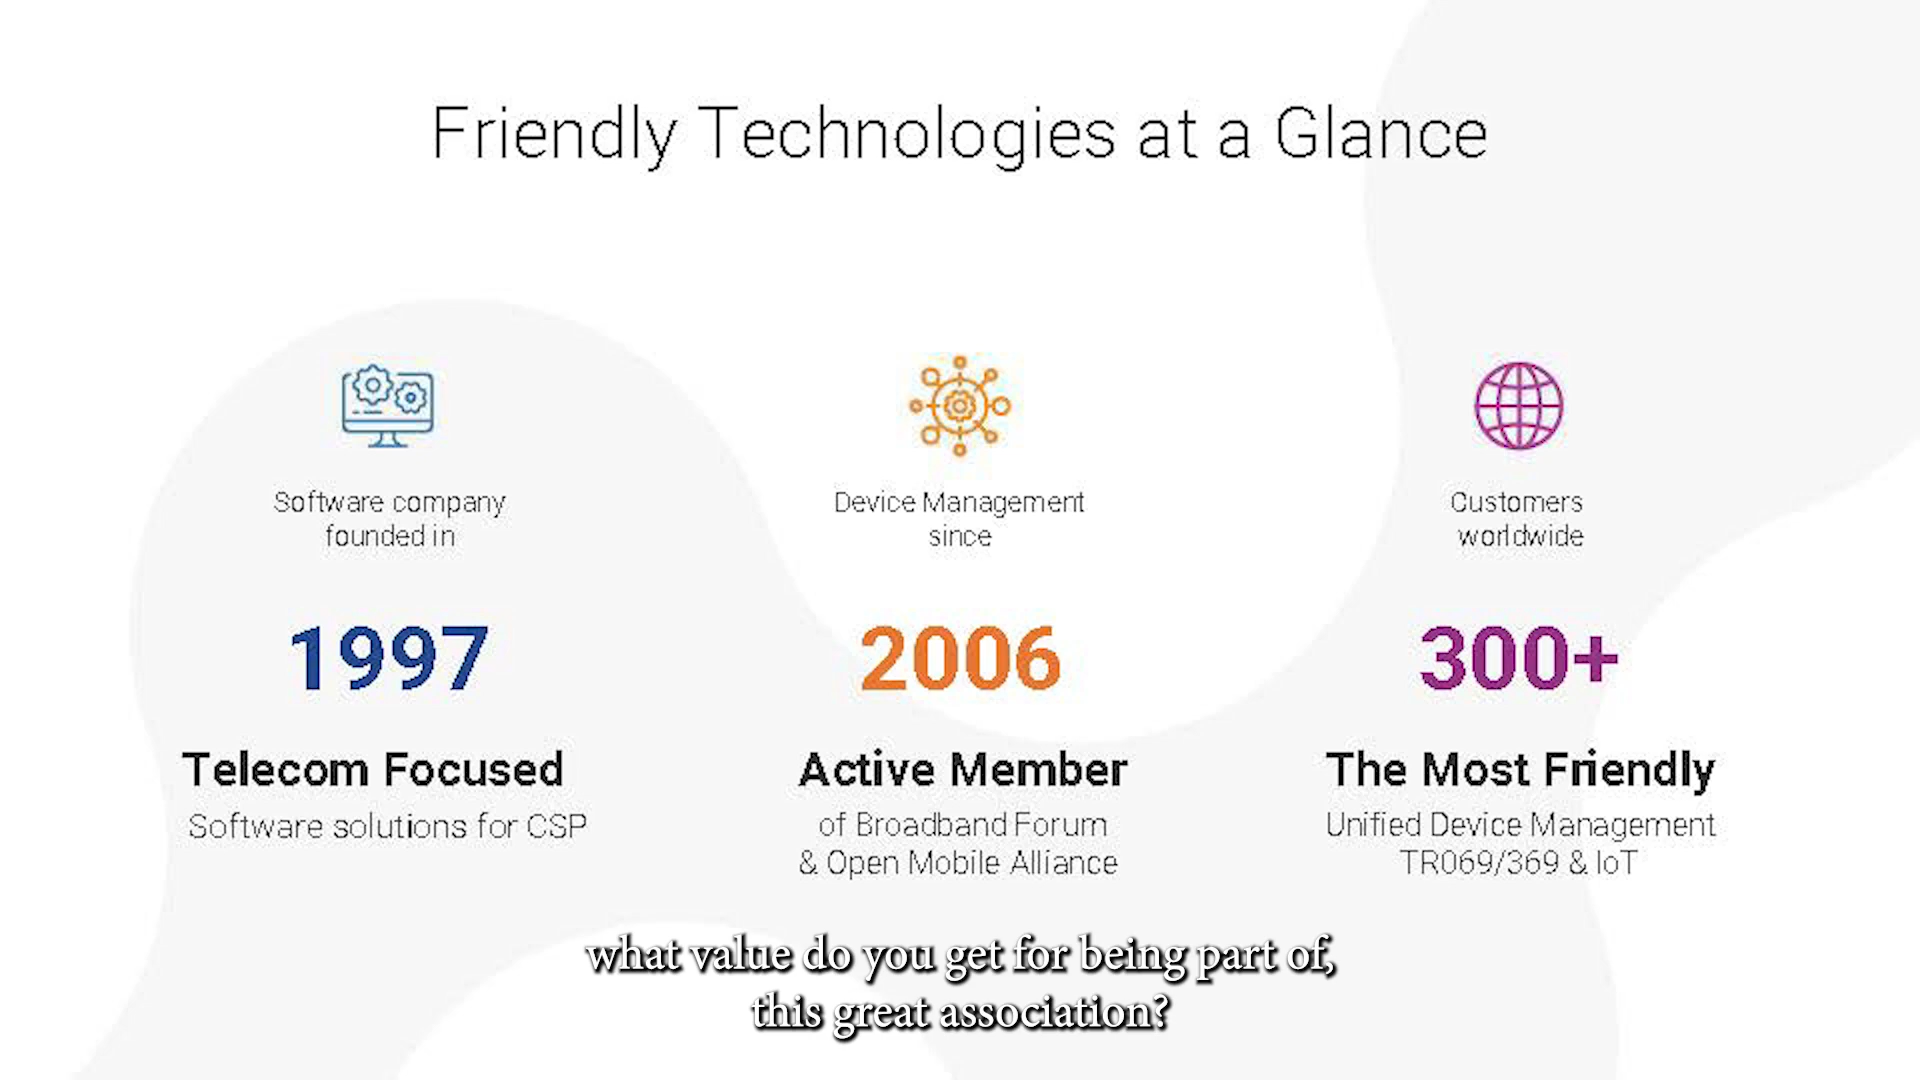 Friendly Technologies at a Glance
Software company
founded in
1997
Telecom Focused
Software solutions for CSP
Device Management
since
2006
Active Member
of Broadband Forum
& Open Mobile Alliance
Customers
worldwide
300+
The Most Friendly
Unified Device Management
TR069/369 & IoT
what value do you get for being part of,
this great association?